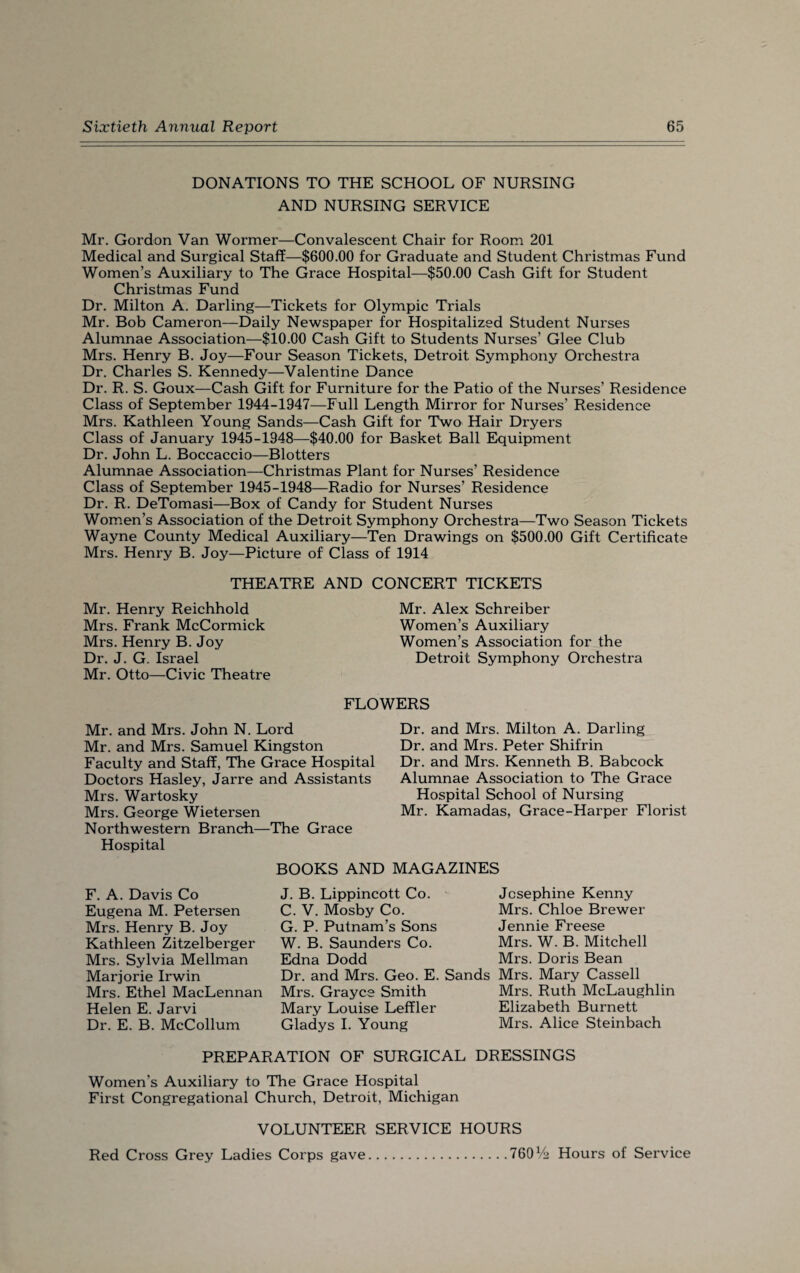 Sixtieth Annual Report 65
DONATIONS TO THE SCHOOL OF NURSING
AND NURSING SERVICE
Mr. Gordon Van Wormer—Convalescent Chair for Room 201
Medical and Surgical Staff—$600.00 for Graduate and Student Christmas Fund
Women's Auxiliary to The Grace Hospital—$50.00 Cash Gift for Student
Christmas Fund
Dr. Milton A. Darling—Tickets for Olympic Trials
Mr. Bob Cameron—Daily Newspaper for Hospitalized Student Nurses
Alumnae Association—$10.00 Cash Gift to Students Nurses' Glee Club
Mrs. Henry B. Joy—Four Season Tickets, Detroit Symphony Orchestra
Dr. Charles S. Kennedy—Valentine Dance
Dr. R. S. Goux—Cash Gift for Furniture for the Patio of the Nurses' Residence
Class of September 1944-1947—Full Length Mirror for Nurses' Residence
Mrs. Kathleen Young Sands—Cash Gift for Two Hair Dryers
Class of January 1945-1948—$40.00 for Basket Ball Equipment
Dr. John L. Boccaccio—Blotters
Alumnae Association—Christmas Plant for Nurses' Residence
Class of September 1945-1948—Radio for Nurses' Residence
Dr. R. DeTomasi—Box of Candy for Student Nurses
Women's Association of the Detroit Symphony Orchestra—Two Season Tickets
Wayne County Medical Auxiliary—Ten Drawings on $500.00 Gift Certificate
Mrs. Henry B. Joy—Picture of Class of 1914
THEATRE AND CONCERT TICKETS
Mr. Henry Reichhold
Mrs. Frank McCormick
Mrs. Henry B. Joy
Dr. J. G. Israel
Mr. Otto—Civic Theatre
Mr. Alex Schreiber
Women's Auxiliary
Women's Association for the
Detroit Symphony Orchestra
FLOWERS
Mr. and Mrs. John N. Lord
Mr. and Mrs. Samuel Kingston
Faculty and Staff, The Grace Hospital
Doctors Hasley, Jarre and Assistants
Mrs. Wartosky
Mrs. George Wietersen
Northwestern Branch—The Grace
Hospital
Dr. and Mrs. Milton A. Darling
Dr. and Mrs. Peter Shifrin
Dr. and Mrs. Kenneth B. Babcock
Alumnae Association to The Grace
Hospital School of Nursing
Mr. Kamadas, Grace-Harper Florist
BOOKS AND MAGAZINES
F. A. Davis Co
Eugena M. Petersen
Mrs. Henry B. Joy
Kathleen Zitzelberger
Mrs. Sylvia Mellman
Marjorie Irwin
Mrs. Ethel MacLennan
Helen E. Jarvi
Dr. E. B. McCollum
J. B. Lippincott Co.
C. V. Mosby Co.
G. P. Putnam's Sons
W. B. Saunders Co.
Edna Dodd
Dr. and Mrs. Geo. E. Sands
Mrs. Grayce Smith
Mary Louise Leffler
Gladys I. Young
Josephine Kenny
Mrs. Chloe Brewer
Jennie Freese
Mrs. W. B. Mitchell
Mrs. Doris Bean
Mrs. Mary Cassell
Mrs. Ruth McLaughlin
Elizabeth Burnett
Mrs. Alice Steinbach
PREPARATION OF SURGICAL DRESSINGS
Women's Auxiliary to The Grace Hospital
First Congregational Church, Detroit, Michigan
VOLUNTEER SERVICE HOURS
Red Cross Grey Ladies Corps gave....................760½ Hours of Service